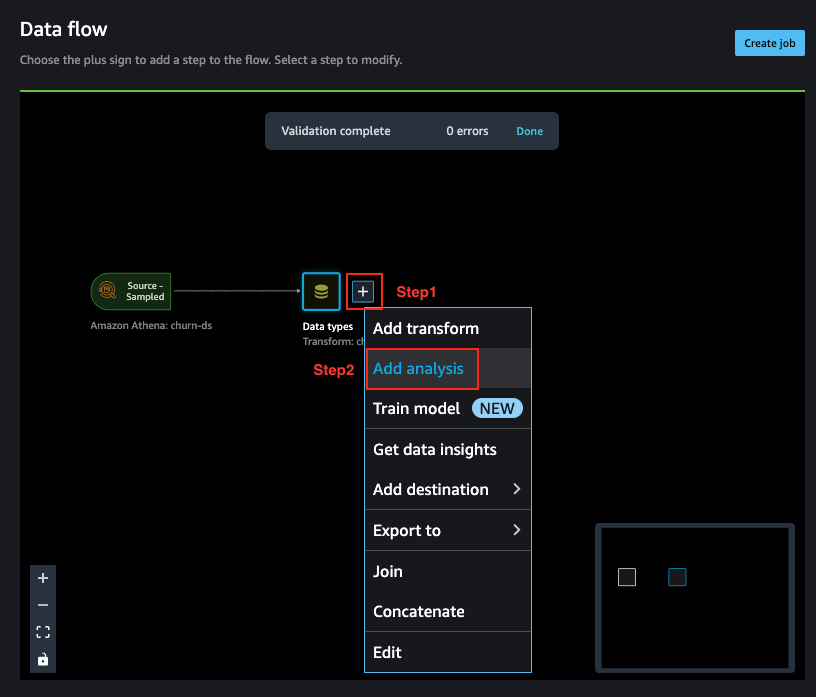 Data flow
Choose the plus sign to add a step to the flow. Select a step to modify.
Create job
Validation complete 0 errors Done
Source -
Sampled
Amazon Athena: churn-ds
Step1
Data types
Transform: ch
Step2
Add transform
Add analysis
Train model NEW
Get data insights
Add destination
Export to
Join
Concatenate
Edit